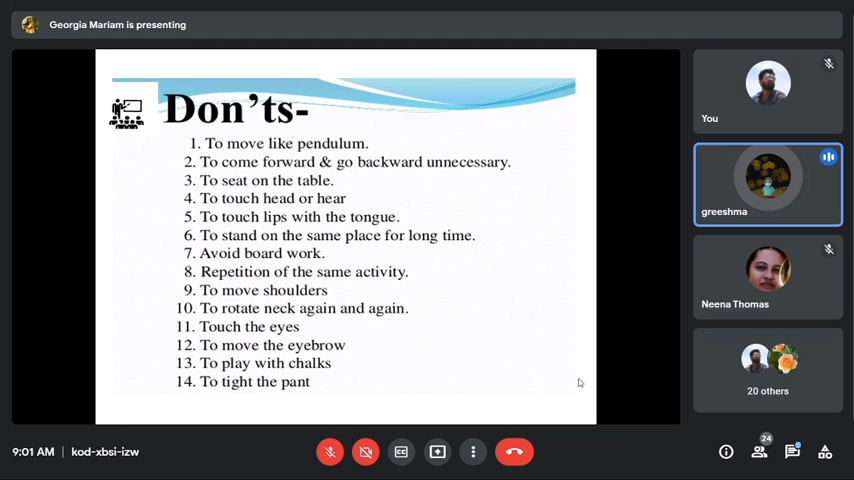 Georgia Mariam is presenting
Don'ts-
1. To move like pendulum.
2. To come forward & go backward unnecessary.
3. To seat on the table.
4. To touch head or hear
5. To touch lips with the tongue.
6. To stand on the same place for long time.
7. Avoid board work.
8. Repetition of the same activity.
9. To move shoulders
10. To rotate neck again and again.
11. Touch the eyes
12. To move the eyebrow
13. To play with chalks
14. To tight the pant
You
greeshma
Neena Thomas
20 others
9:01 AM | kod-xbsi-izw
24